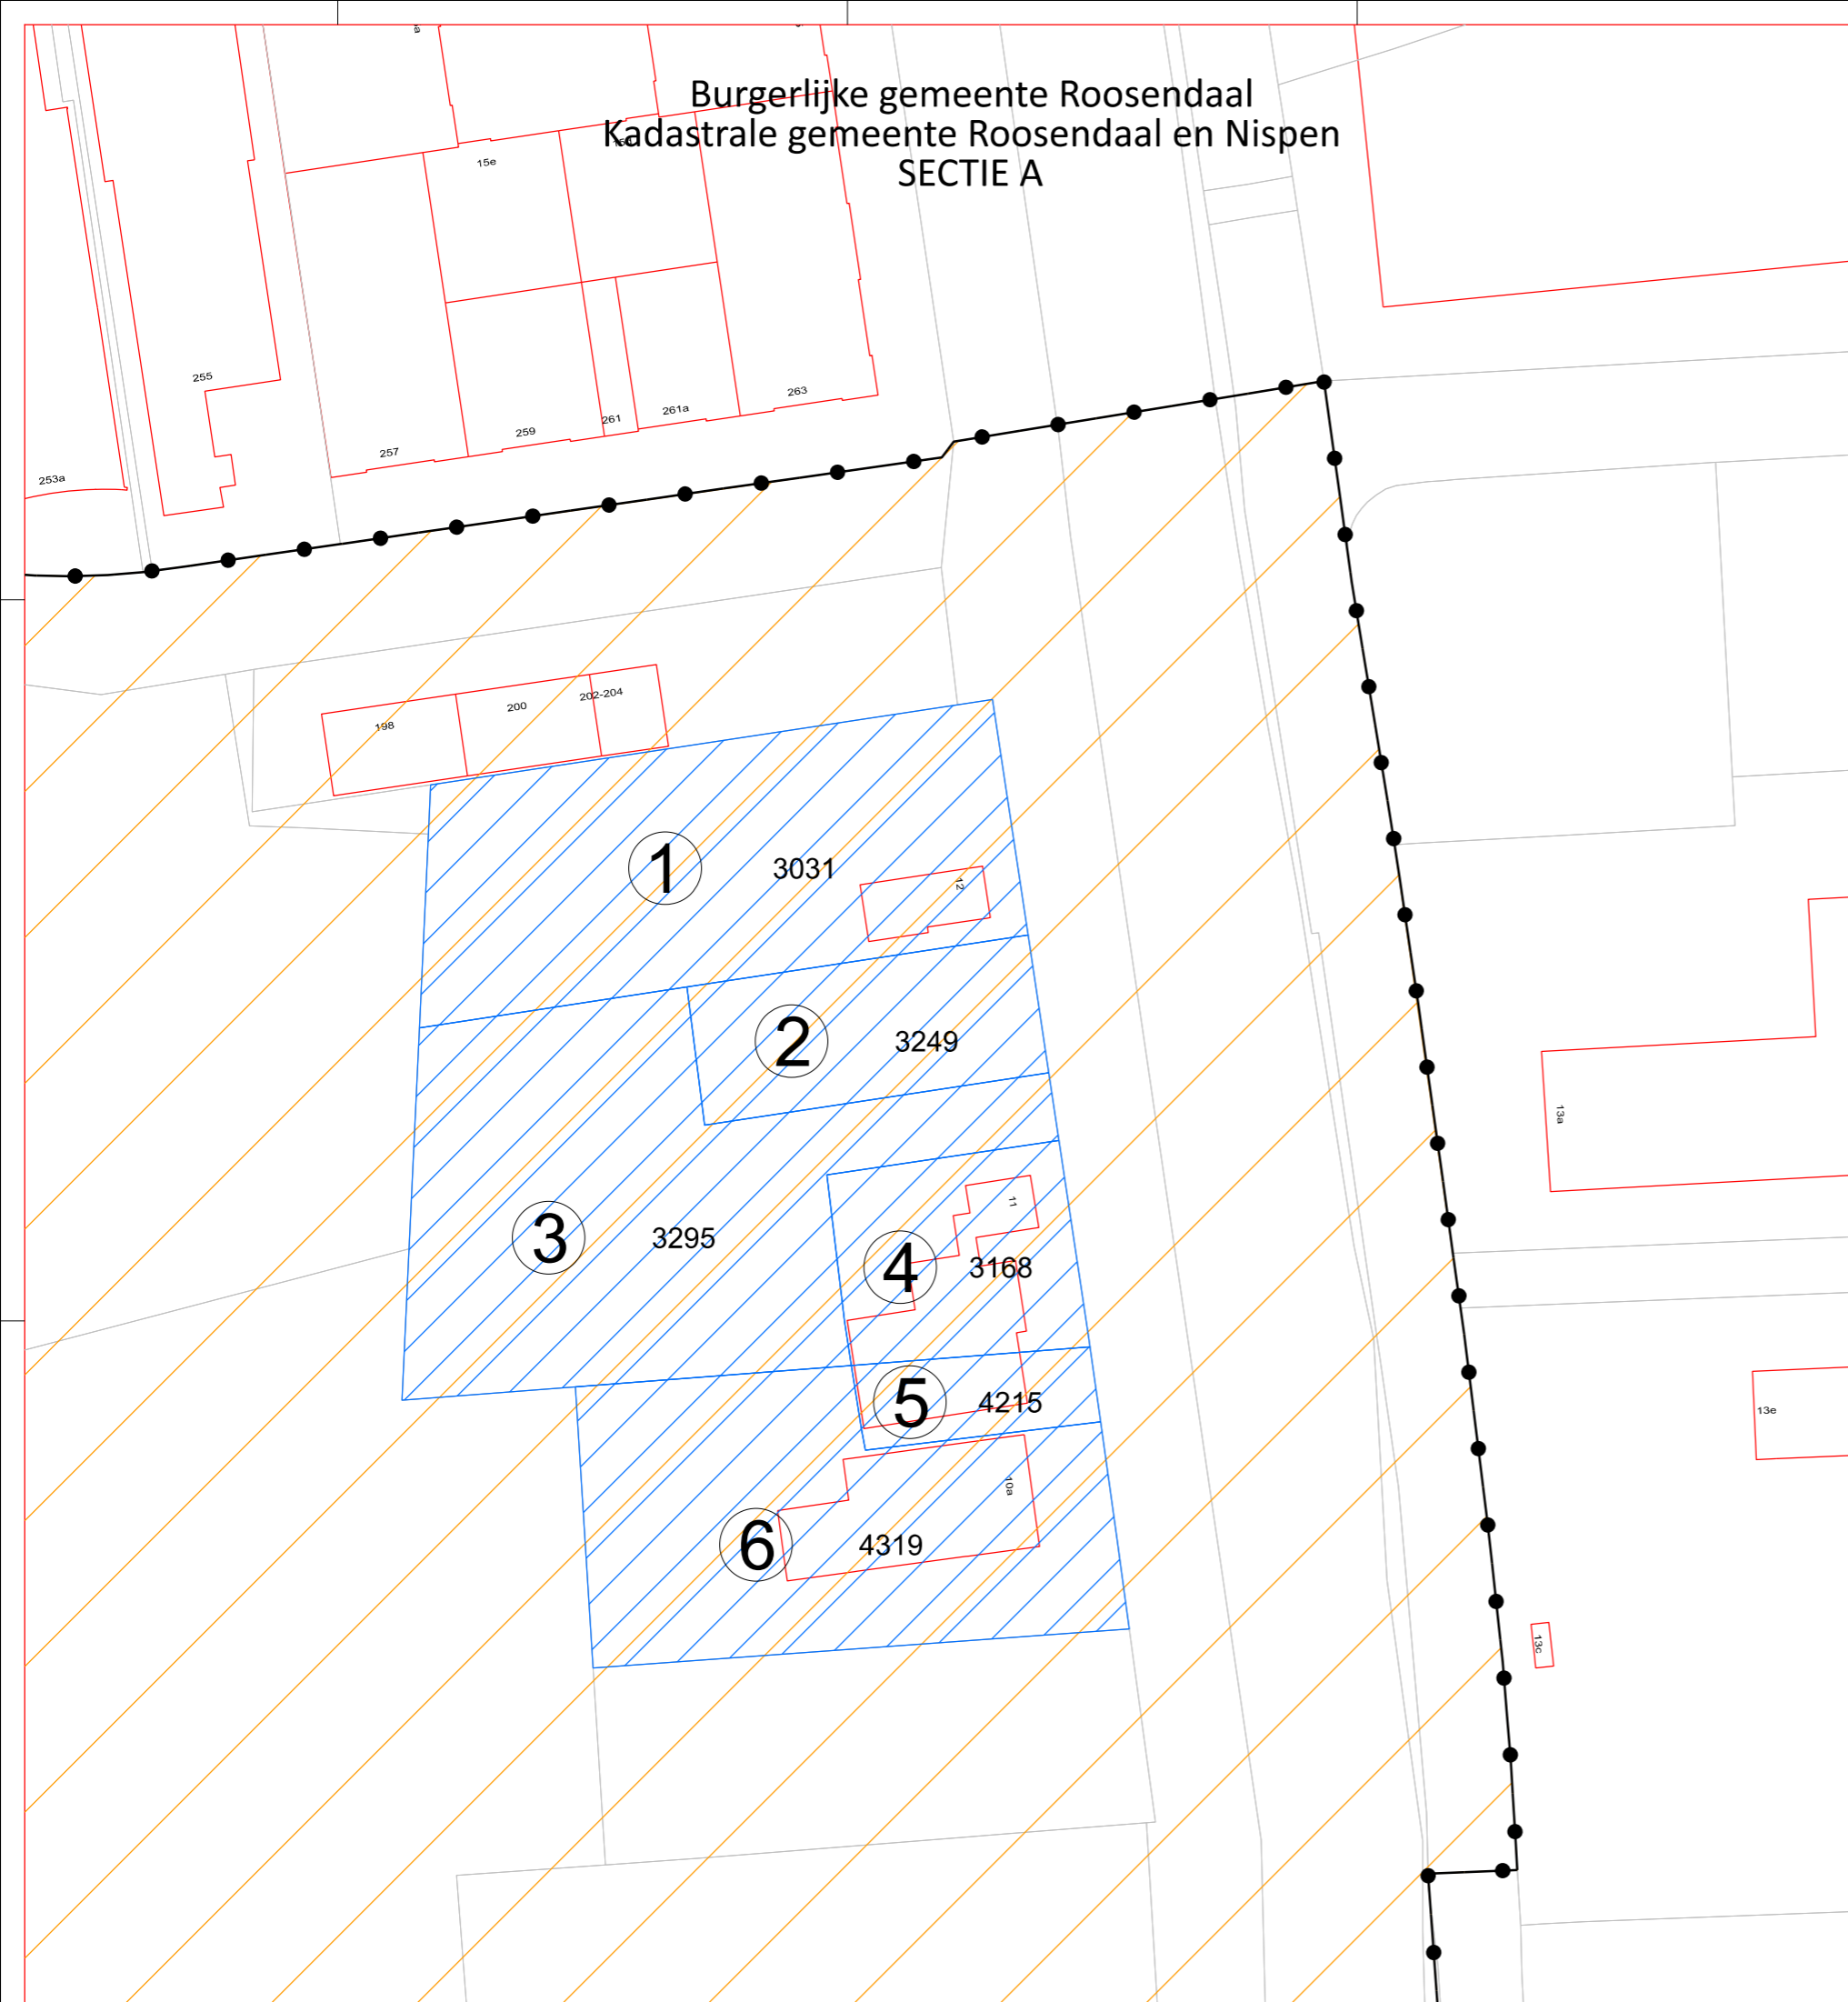 Burgerlijke gemeente Roosendaal
Kadastrale gemeente Roosendaal en Nispen
SECTIE A
15e
255
263
261a
261
259
257
253a
202-204
200
198
1
3031
12
2
3249
13a
11
3
3295
4
3168
5
4215
13e
10a
6
4319
13c